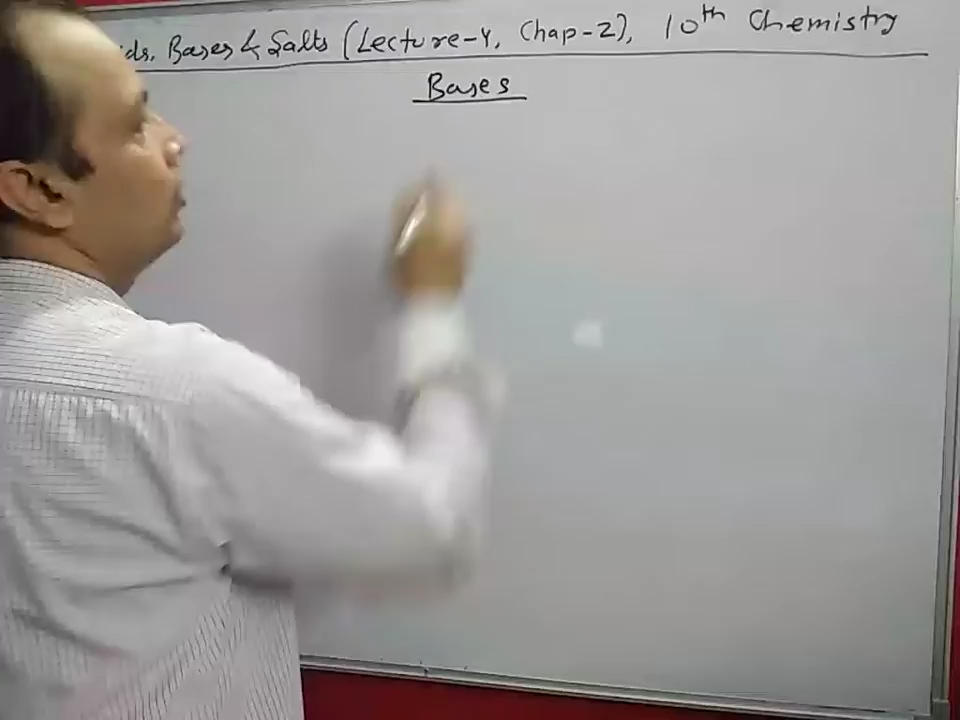 ids, Bases & Salts (Lecture-4, Chap-2), 10th Chemistry
Bases